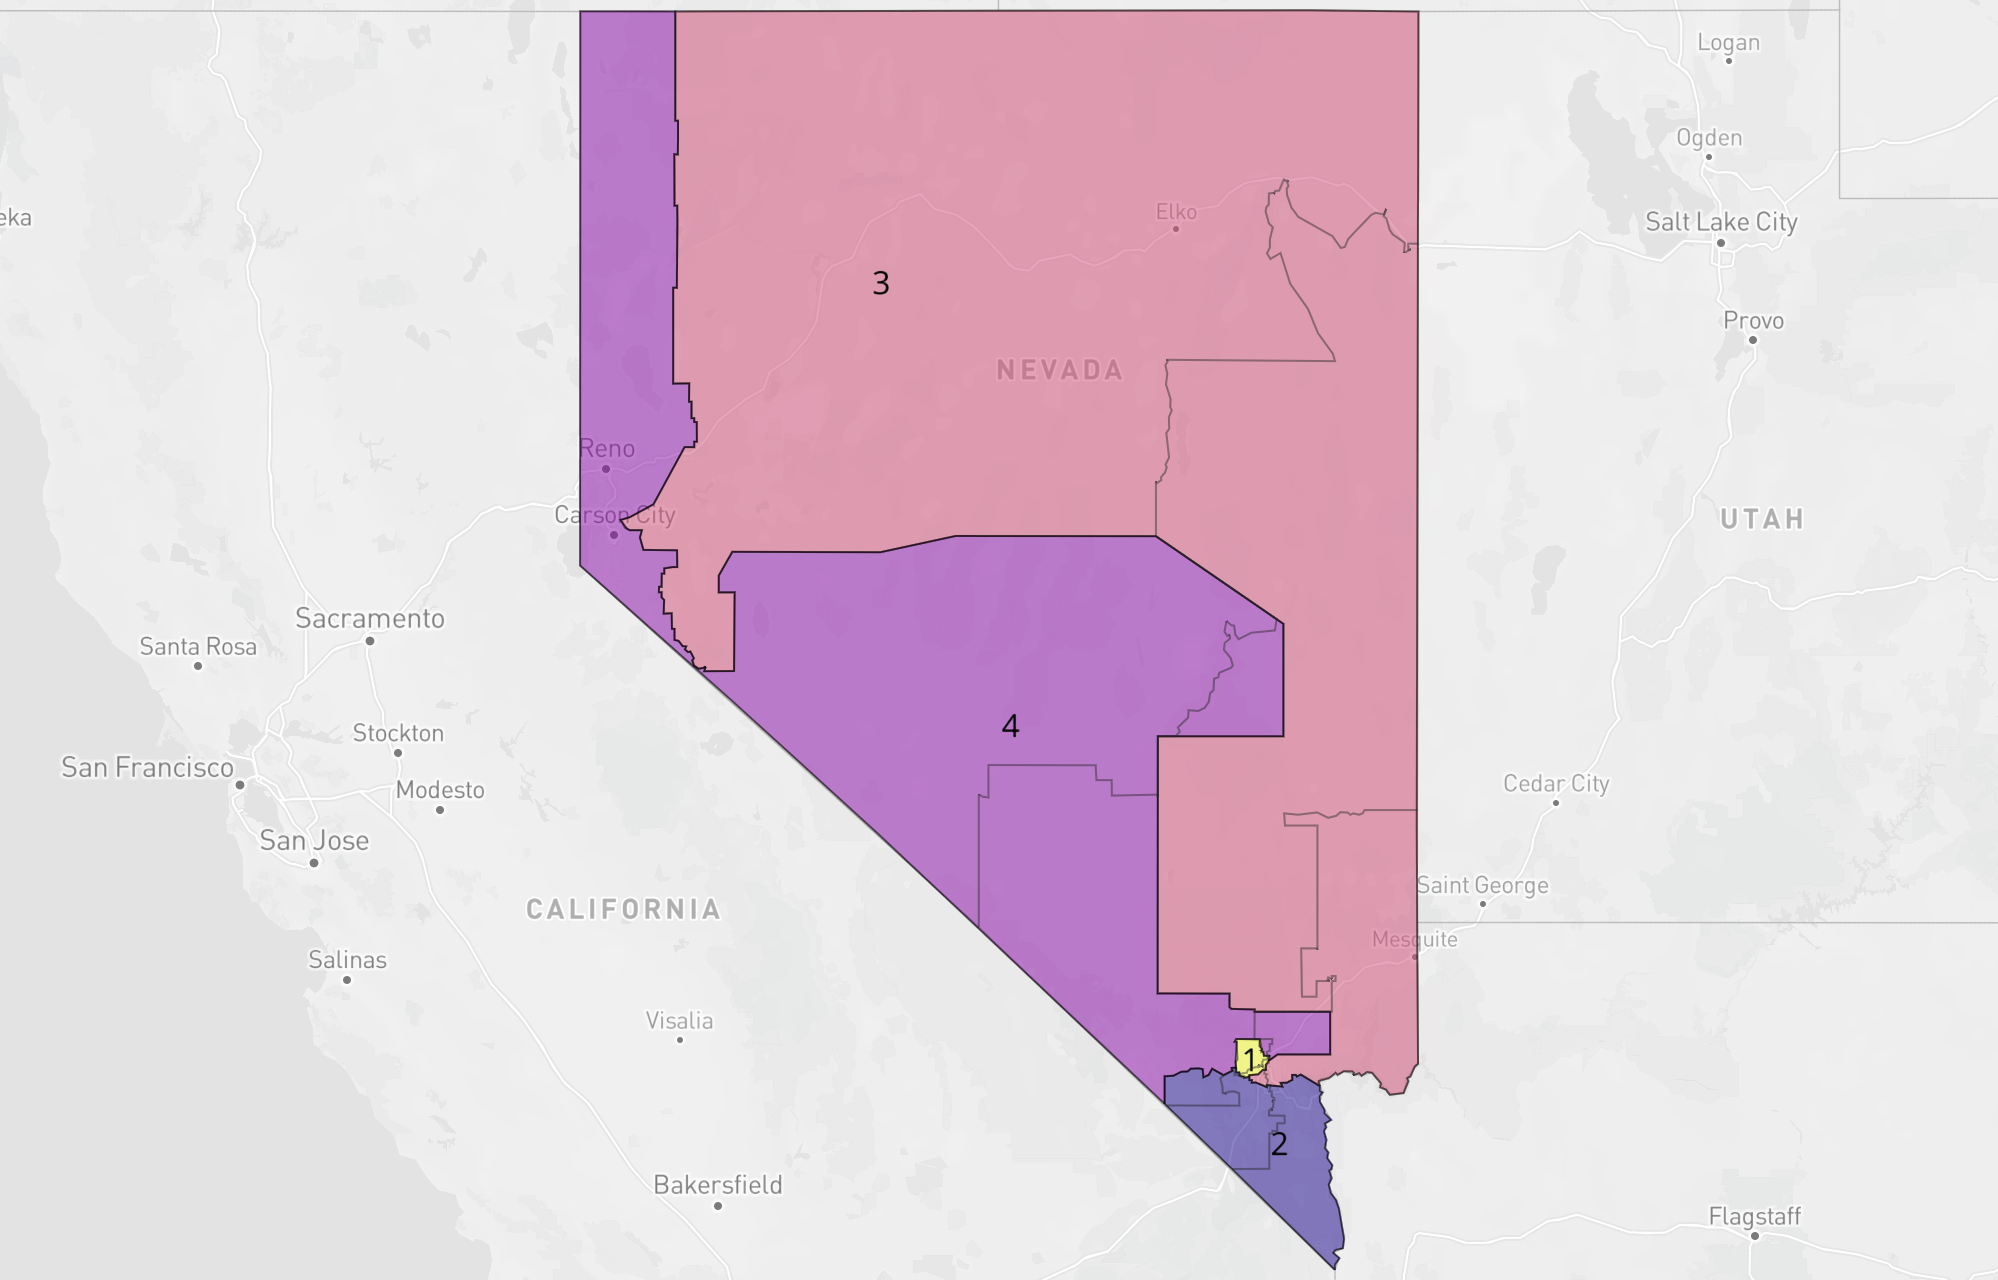 Logan
Ogden
eka
Elko
Salt Lake City
3
Provo
NEVADA
Reno
Carson City
UTAH
Sacramento
Santa Rosa
4
Stockton
San Francisco
Modesto
Cedar City
San Jose
Saint George
CALIFORNIA
Mesquite
Salinas
Visalia
1
2
Bakersfield
Flagstaff